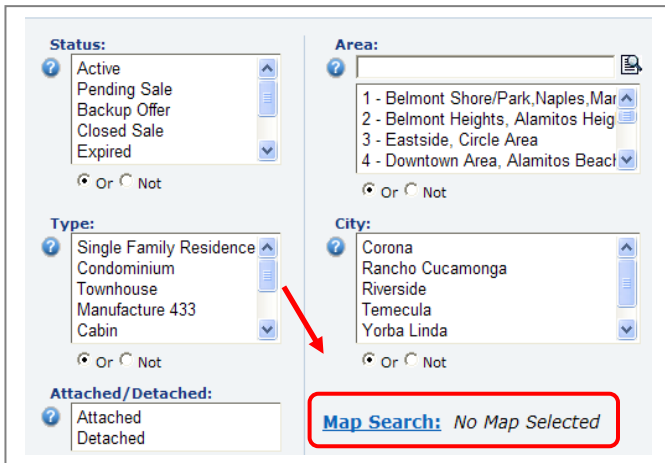 Status:
Active
Pending Sale
Backup Offer
Closed Sale
Expired
Or Not
Area:
1 - Belmont Shore/Park,Naples,Mar
2 - Belmont Heights, Alamitos Heig
3 - Eastside, Circle Area
4 - Downtown Area, Alamitos Beach
Or Not
Type:
Single Family Residence
Condominium
Townhouse
Manufacture 433
Cabin
Or Not
City:
Corona
Rancho Cucamonga
Riverside
Temecula
Yorba Linda
Or Not
Attached/Detached:
Attached
Detached
Map Search: No Map Selected